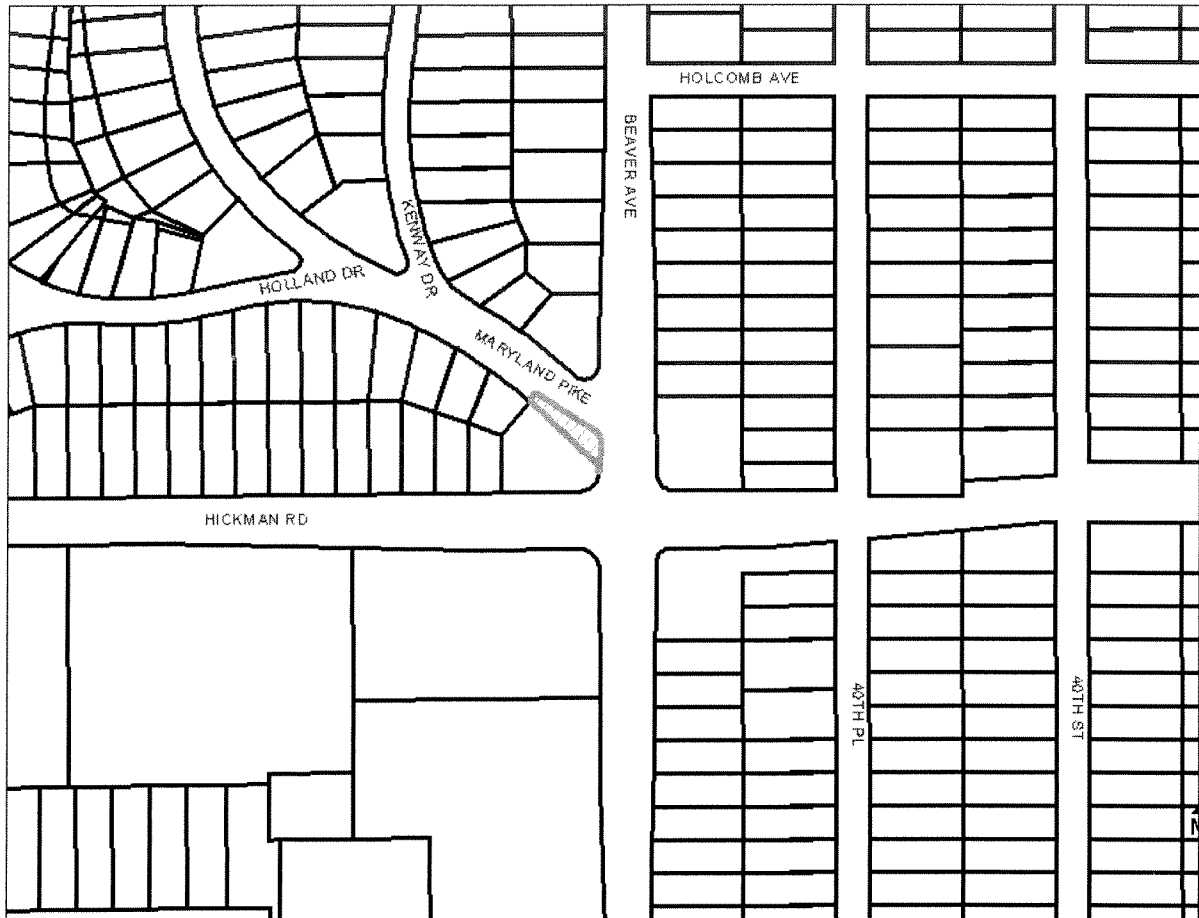 HOLCOMB AVE
BEAVER AVE
KENWAY DR
HOLLAND DR
MARYLAND PIKE
HICKMAN RD
40TH PL
40TH ST
N